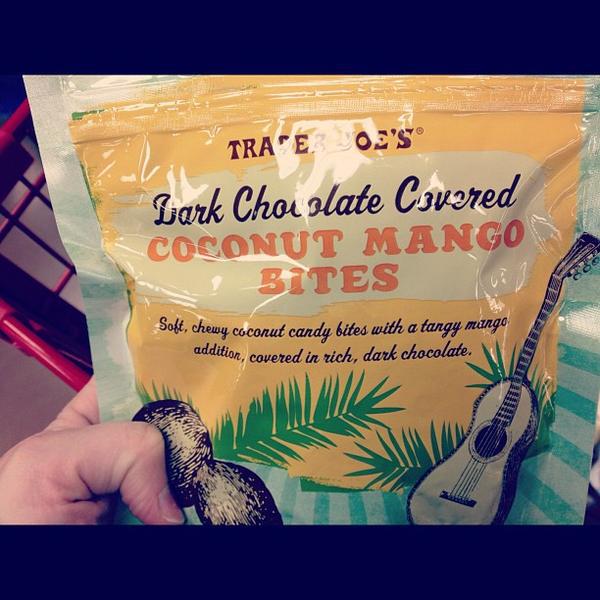 TRADER JOE'S®
Dark Chocolate Covered
COCONUT MANGO
BITES
Soft, chewy coconut candy bites with a tangy mango
addition, covered in rich, dark chocolate.